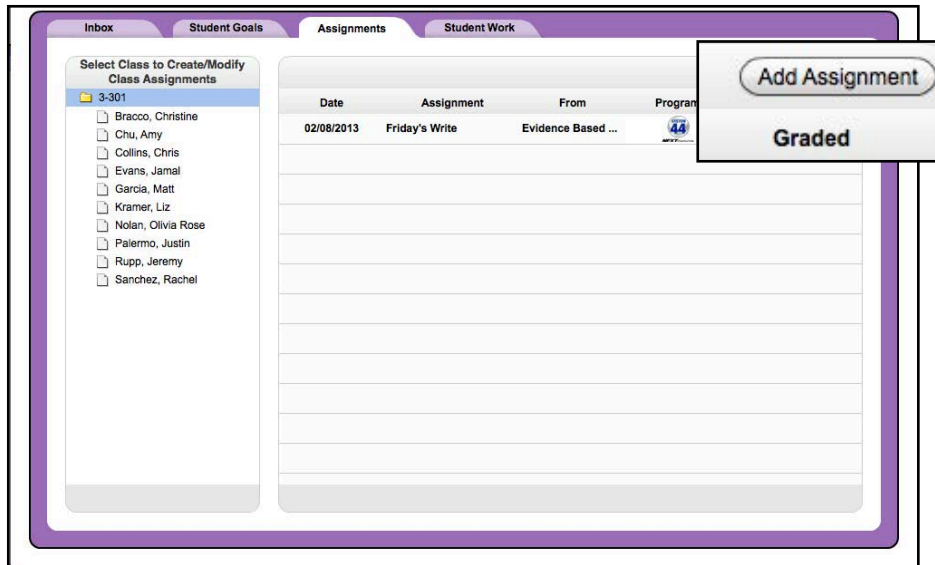 Inbox Student Goals Assignments Student Work
Select Class to Create/Modify
Class Assignments
3-301
Bracco, Christine
Chu, Amy
Collins, Chris
Evans, Jamal
Garcia, Matt
Kramer, Liz
Nolan, Olivia Rose
Palermo, Justin
Rupp, Jeremy
Sanchez, Rachel
Date Assignment From Program
02/08/2013 Friday's Write Evidence Based ... 44
Add Assignment
Graded